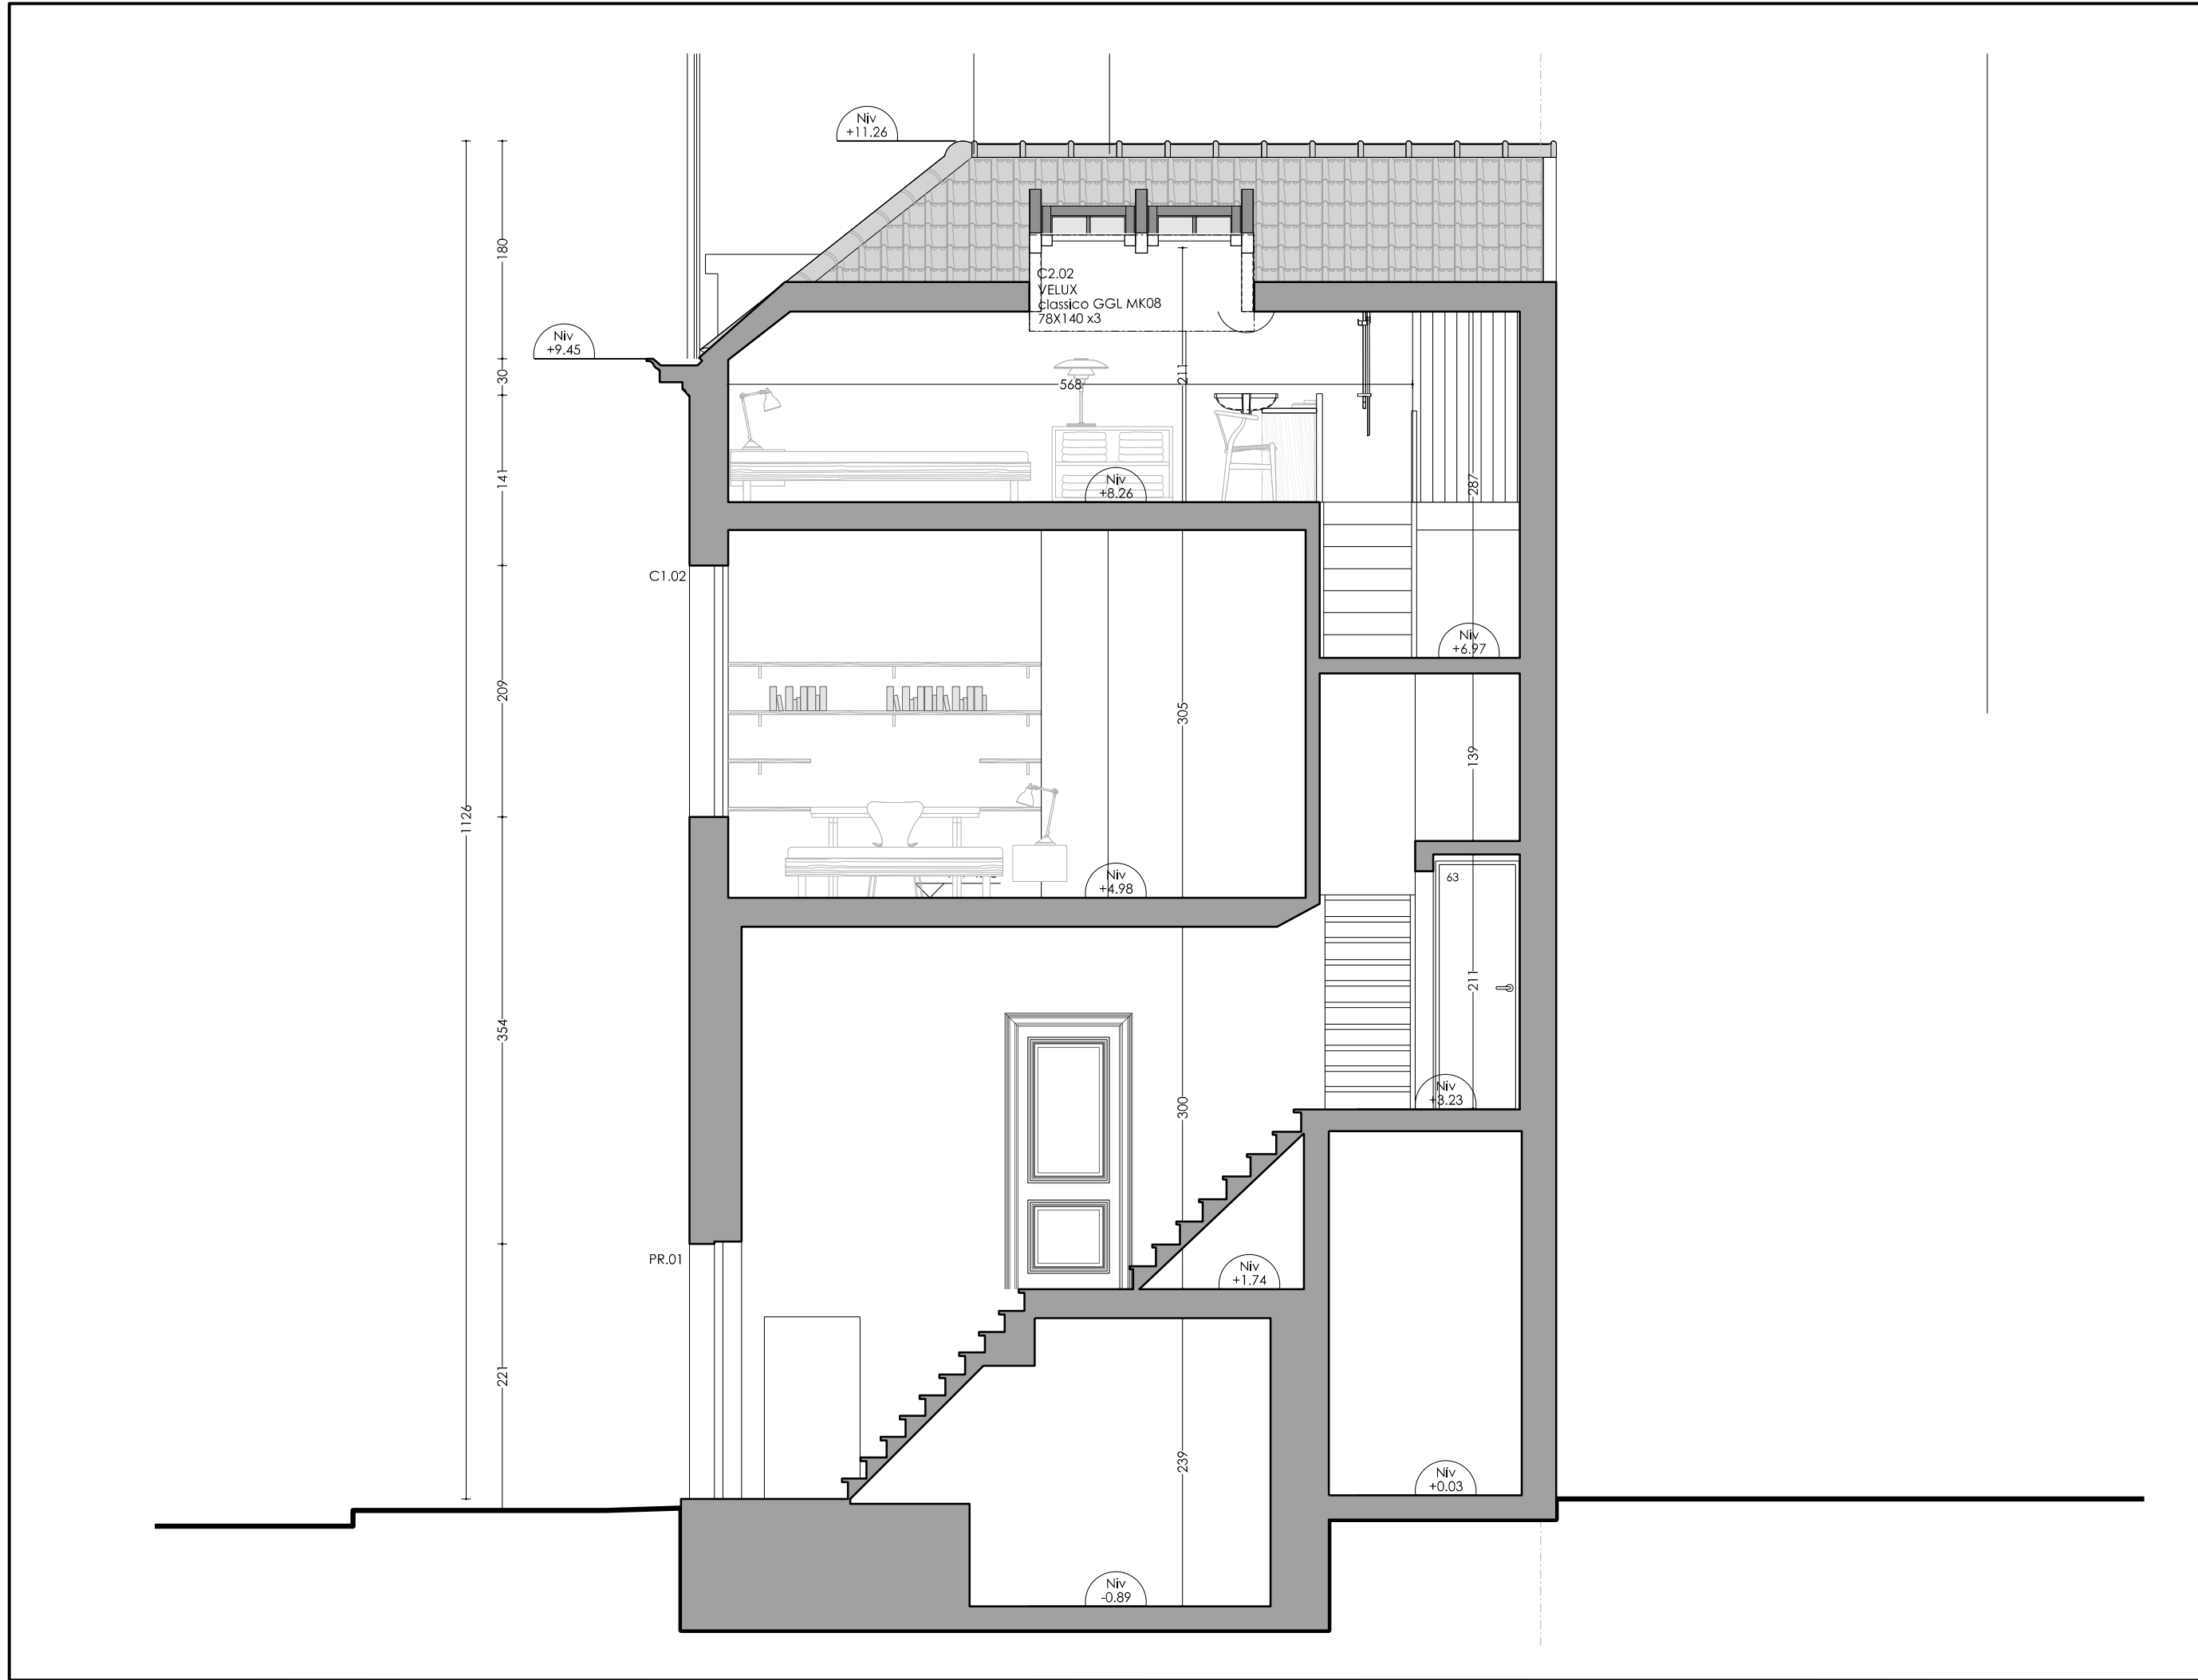 Niv
+11.26
180
C2.02
VELUX
classico GGL MK08
78X140 x3
Niv
+9.45
30
568
211
141
Niv
+8.26
287
C1.02
Niv
+6.97
209
305
139
1126
Niv
+4.98
63
211
354
Niv
+3.23
300
PR.01
Niv
+1.74
221
239
Niv
+0.03
Niv
-0.89